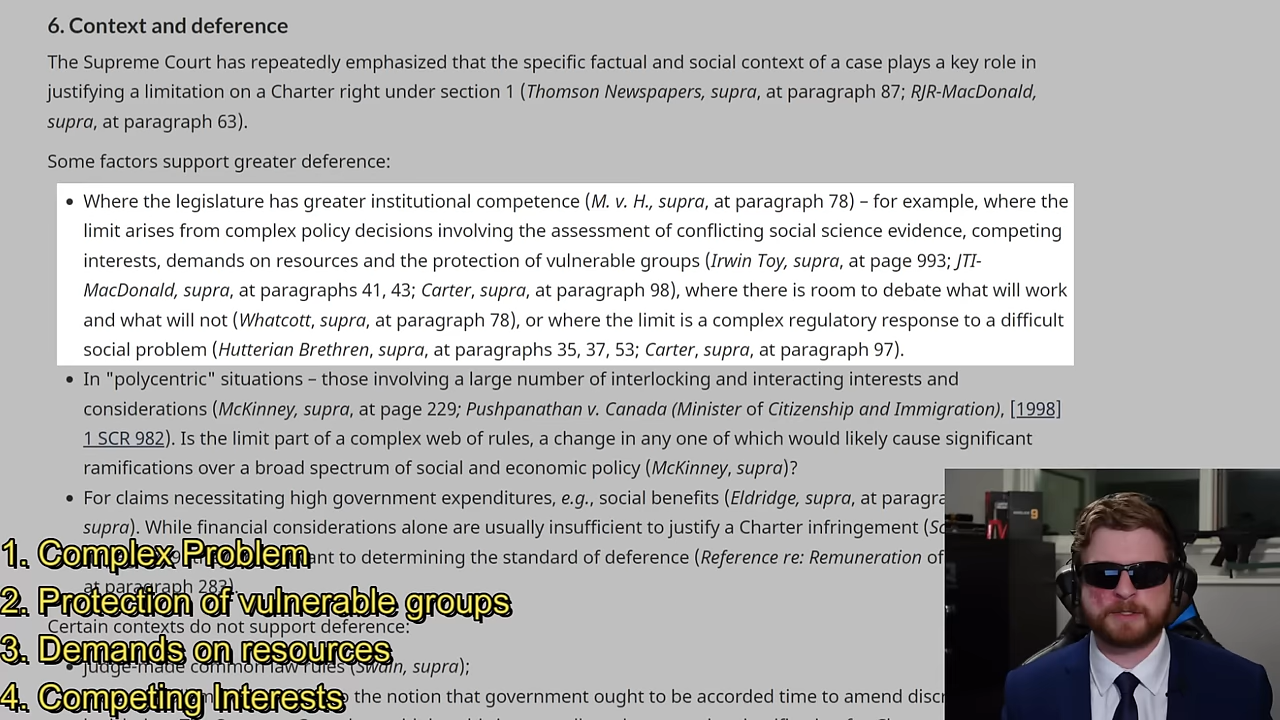 6. Context and deference
The Supreme Court has repeatedly emphasized that the specific factual and social context of a case plays a key role in
justifying a limitation on a Charter right under section 1 (Thomson Newspapers, supra, at paragraph 87; RJR-MacDonald,
supra, at paragraph 63).
Some factors support greater deference:
• Where the legislature has greater institutional competence (M. v. H., supra, at paragraph 78) – for example, where the
limit arises from complex policy decisions involving the assessment of conflicting social science evidence, competing
interests, demands on resources and the protection of vulnerable groups (Irwin Toy, supra, at page 993; JTI-
MacDonald, supra, at paragraphs 41, 43; Carter, supra, at paragraph 98), where there is room to debate what will work
and what will not (Whatcott, supra, at paragraph 78), or where the limit is a complex regulatory response to a difficult
social problem (Hutterian Brethren, supra, at paragraphs 35, 37, 53; Carter, supra, at paragraph 97).
• In "polycentric" situations – those involving a large number of interlocking and interacting interests and
considerations (McKinney, supra, at page 229; Pushpanathan v. Canada (Minister of Citizenship and Immigration), [1998]
1 SCR 982). Is the limit part of a complex web of rules, a change in any one of which would likely cause significant
ramifications over a broad spectrum of social and economic policy (McKinney, supra)?
• For claims necessitating high government expenditures, e.g., social benefits (Eldridge, supra, at
supra). While financial considerations alone are usually insufficient to justify a Charter infringement
1. Complex Problem
to determining the standard of deference (Reference re: Remuneration of
at paragraph 283).
2. Protection of vulnerable groups
Certain contexts do not support deference:
3. Demands on resources
• judge-made common law rules (Swain, supra);
4. Competing Interests
the notion that government ought to be accorded time to amend